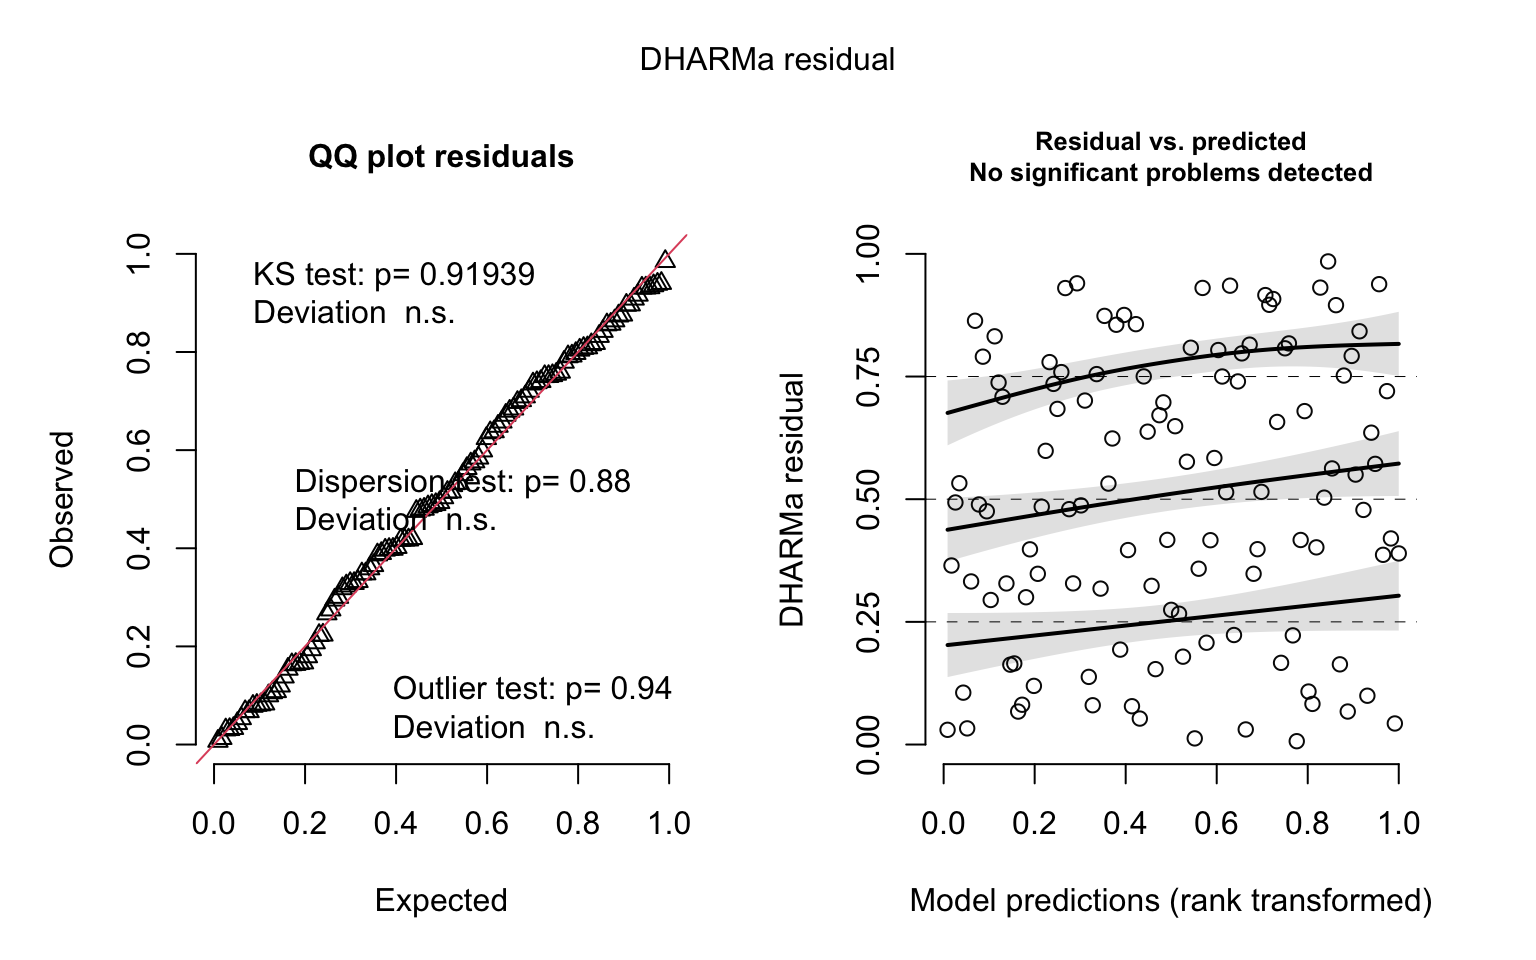 DHARMa residual
QQ plot residuals
KS test: p= 0.91939
Deviation n.s.
Dispersion test: p= 0.88
Deviation n.s.
Outlier test: p= 0.94
Deviation n.s.
Observed
0.0 0.2 0.4 0.6 0.8 1.0
0.0 0.2 0.4 0.6 0.8 1.0
Expected
Residual vs. predicted
No significant problems detected
DHARMa residual
0.00 0.25 0.50 0.75 1.00
0.0 0.2 0.4 0.6 0.8 1.0
Model predictions (rank transformed)